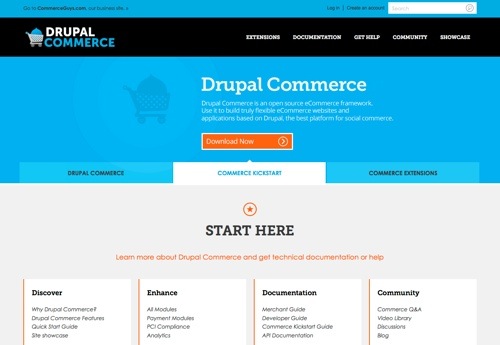 Go to CommerceGuys.com, our business site. »
Log in | Create an account
Search
DRUPAL
COMMERCE
EXTENSIONS DOCUMENTATION GET HELP COMMUNITY SHOWCASE
Drupal Commerce
Drupal Commerce is an open source eCommerce framework.
Use it to build truly flexible eCommerce websites and
applications based on Drupal, the best platform for social commerce.
Download Now
DRUPAL COMMERCE COMMERCE KICKSTART COMMERCE EXTENSIONS
START HERE
Learn more about Drupal Commerce and get technical documentation or help
Discover
Why Drupal Commerce?
Drupal Commerce Features
Quick Start Guide
Site showcase
Enhance
All Modules
Payment Modules
PCI Compliance
Analytics
Documentation
Merchant Guide
Developer Guide
Commerce Kickstart Guide
API Documentation
Community
Commerce Q&A
Video Library
Discussions
Blog